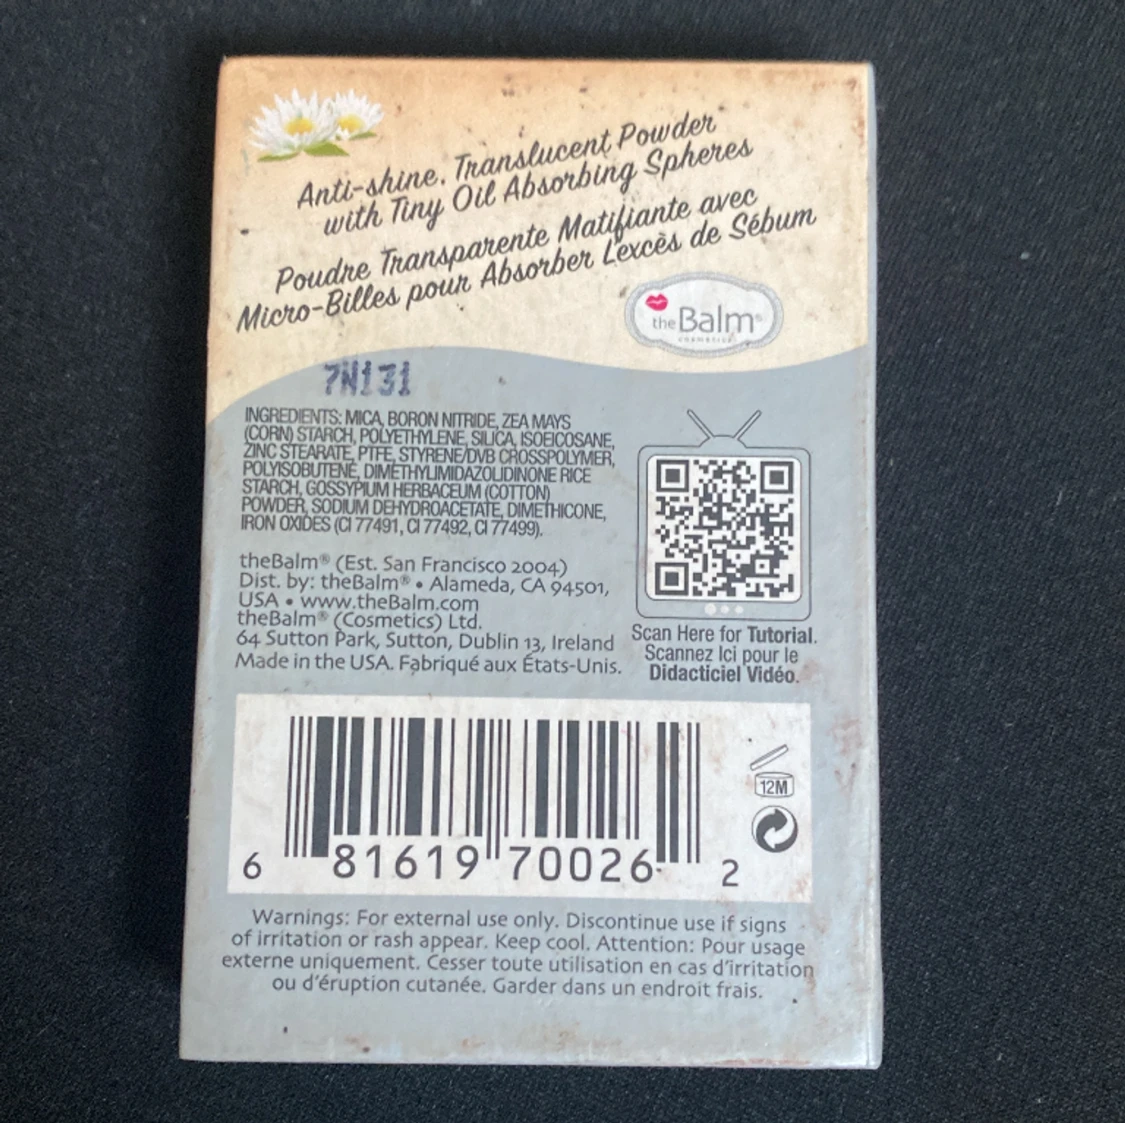 Anti-shine, Translucent Powder
with Tiny Oil Absorbing Spheres
Poudre Transparente Matifiante avec
Micro-Billes pour Absorber L'excès de Sébum
theBalm®
COSMETICS
7N131
INGREDIENTS: MICA, BORON NITRIDE, ZEA MAYS
(CORN) STARCH, POLYETHYLENE, SILICA, ISOEICOSANE,
ZINC STEARATE, PTFE, STYRENE/DVB CROSSPOLYMER,
POLYISOBUTENE, DIMETHYLIMIDAZOLIDINONE RICE
STARCH, GOSSYPIUM HERBACEUM (COTTON)
POWDER, SODIUM DEHYDROACETATE, DIMETHICONE,
IRON OXIDES (CI 77491, CI 77492, CI 77499).
theBalm® (Est. San Francisco 2004)
Dist. by: theBalm® • Alameda, CA 94501,
USA • www.theBalm.com
theBalm® (Cosmetics) Ltd.
64 Sutton Park, Sutton, Dublin 13, Ireland
Made in the USA. Fabriqué aux États-Unis.
Scan Here for Tutorial.
Scannez Ici pour le
Didacticiel Vidéo.
12M
6 81619 70026 2
Warnings: For external use only. Discontinue use if signs
of irritation or rash appear. Keep cool. Attention: Pour usage
externe uniquement. Cesser toute utilisation en cas d'irritation
ou d'éruption cutanée. Garder dans un endroit frais.